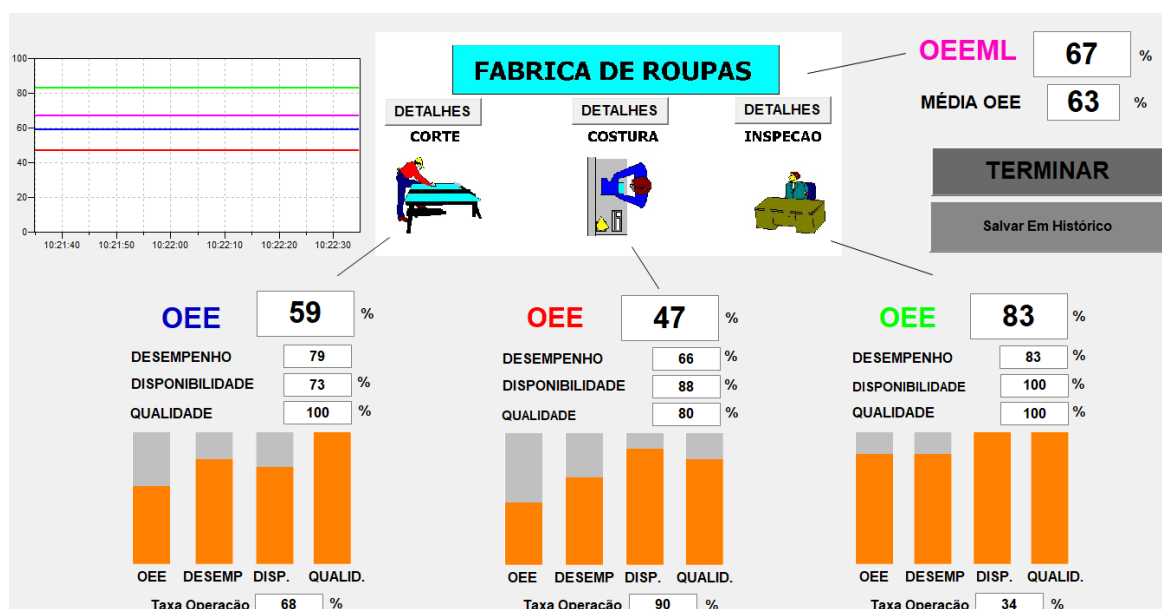 FABRICA DE ROUPAS
DETALHES
CORTE
DETALHES
COSTURA
DETALHES
INSPECAO
OEEML 67 %
MÉDIA OEE 63 %
TERMINAR
Salvar Em Histórico
100
80
60
40
20
0
10:21:40 10:21:50 10:22:00 10:22:10 10:22:20 10:22:30
OEE 59 %
DESEMPENHO 79
DISPONIBILIDADE 73 %
QUALIDADE 100 %
OEE DESEMP DISP. QUALID.
Taxa Operação 68 %
OEE 47 %
DESEMPENHO 66 %
DISPONIBILIDADE 88 %
QUALIDADE 80 %
OEE DESEMP DISP. QUALID.
Taxa Operação 90 %
OEE 83 %
DESEMPENHO 83 %
DISPONIBILIDADE 100 %
QUALIDADE 100 %
OEE DESEMP DISP. QUALID.
Taxa Operação 34 %